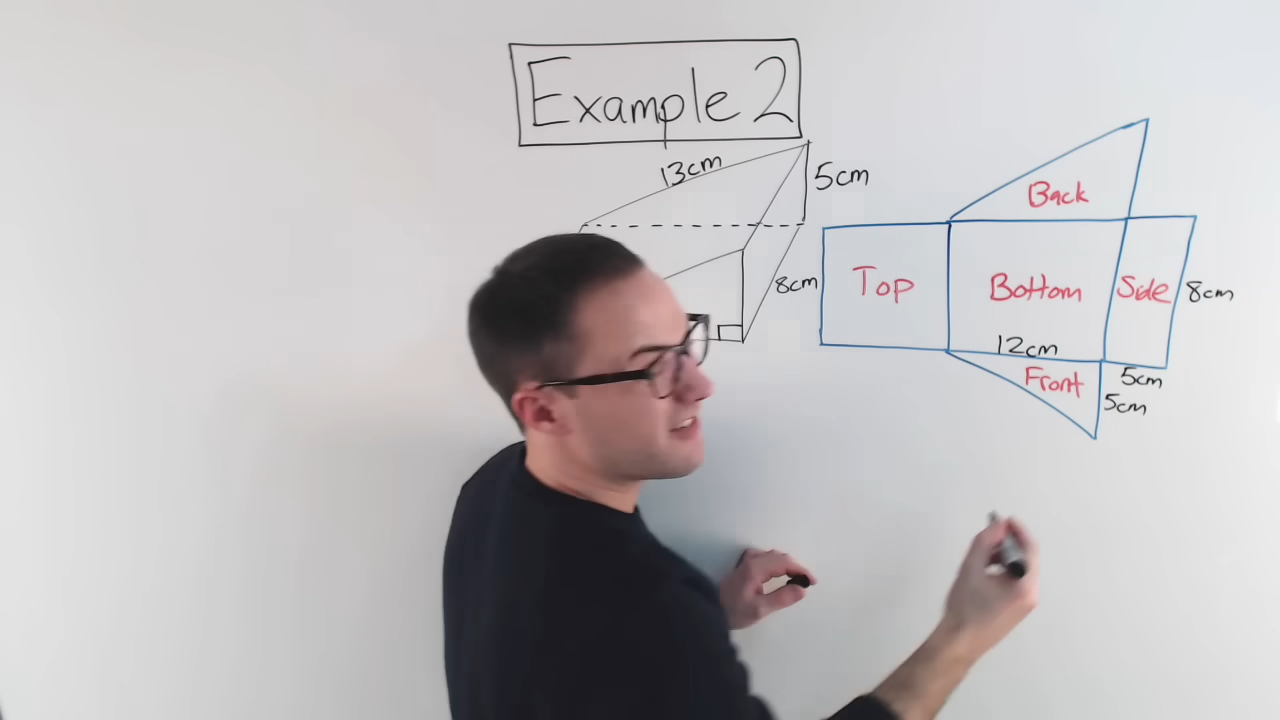 Example 2
13cm
5cm
8cm
Back
Top
Bottom
Side
8cm
12cm
Front
5cm
5cm